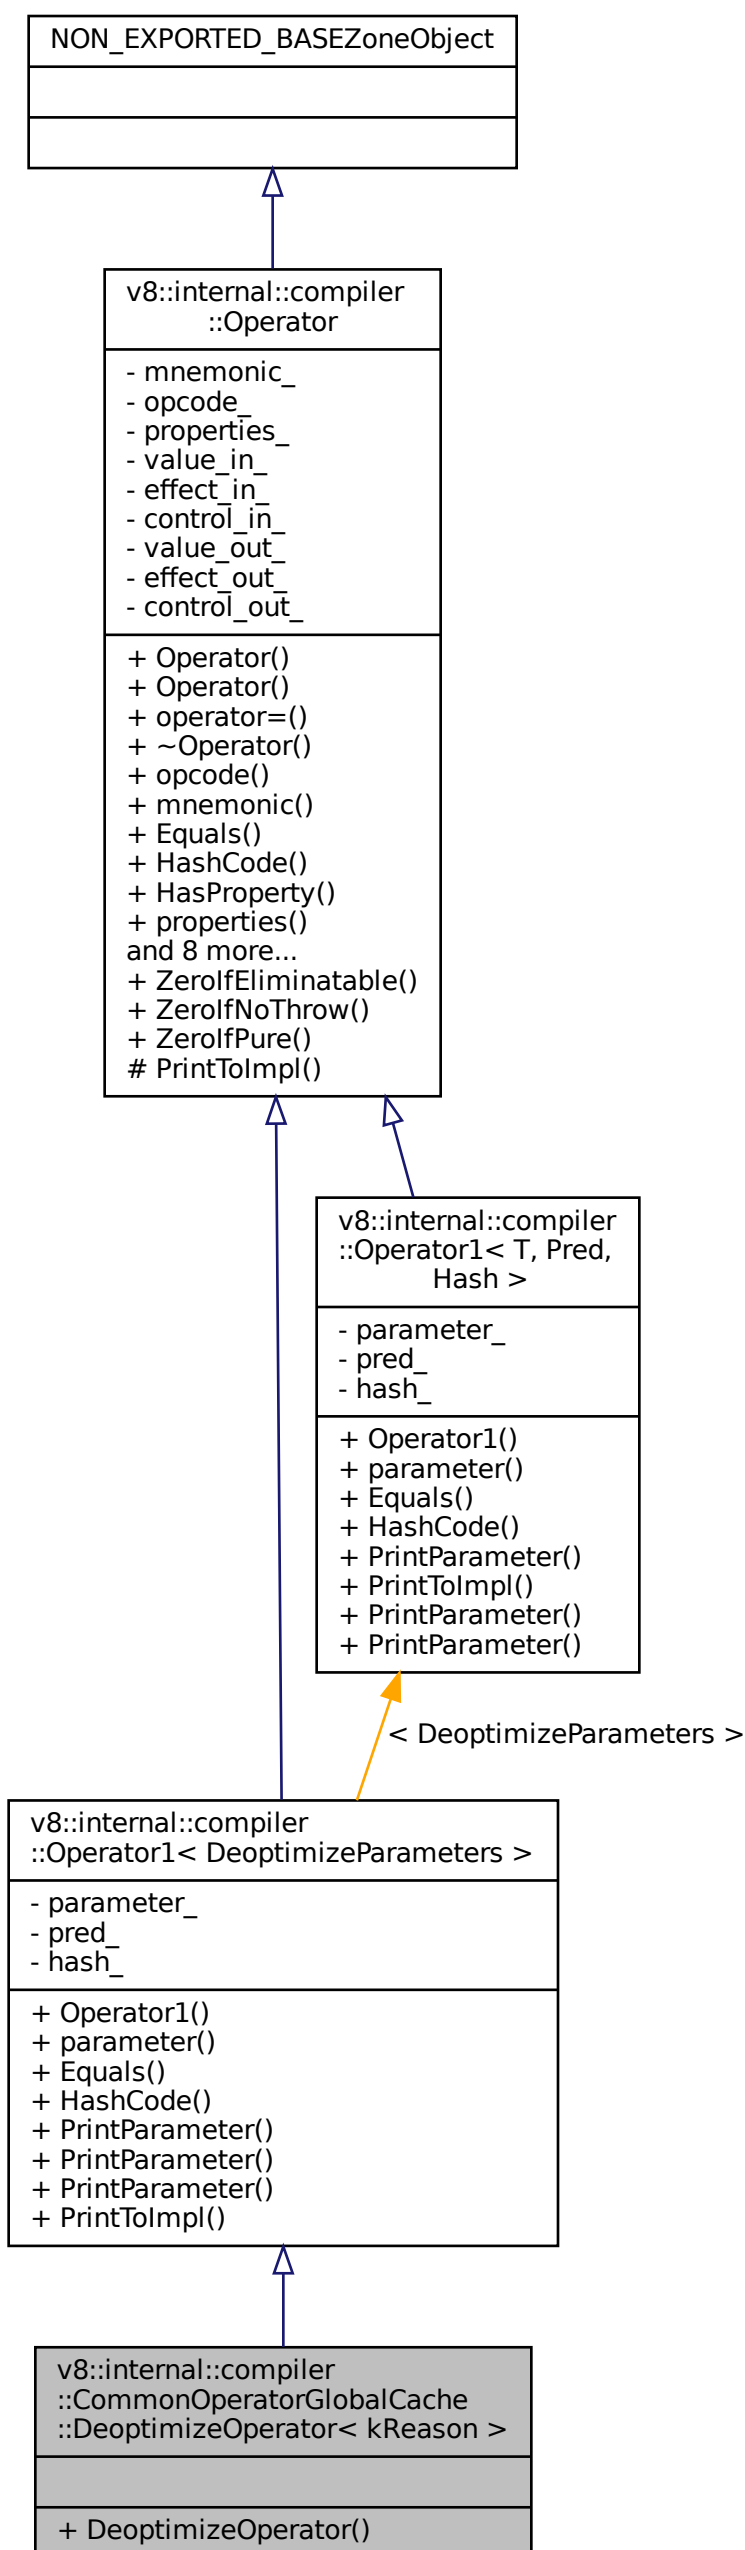 NON_EXPORTED_BASEZoneObject
v8::internal::compiler
::Operator
- mnemonic_
- opcode_
- properties_
- value_in_
- effect_in_
- control_in_
- value_out_
- effect_out_
- control_out_
+ Operator()
+ Operator()
+ operator=()
+ ~Operator()
+ opcode()
+ mnemonic()
+ Equals()
+ HashCode()
+ HasProperty()
+ properties()
and 8 more...
+ ZeroIfEliminatable()
+ ZeroIfNoThrow()
+ ZeroIfPure()
# PrintToImpl()
v8::internal::compiler
::Operator1< T, Pred,
Hash >
- parameter_
- pred_
- hash_
+ Operator1()
+ parameter()
+ Equals()
+ HashCode()
+ PrintParameter()
+ PrintToImpl()
+ PrintParameter()
+ PrintParameter()
< DeoptimizeParameters >
v8::internal::compiler
::Operator1< DeoptimizeParameters >
- parameter_
- pred_
- hash_
+ Operator1()
+ parameter()
+ Equals()
+ HashCode()
+ PrintParameter()
+ PrintParameter()
+ PrintParameter()
+ PrintToImpl()
v8::internal::compiler
::CommonOperatorGlobalCache
::DeoptimizeOperator< kReason >
+ DeoptimizeOperator()